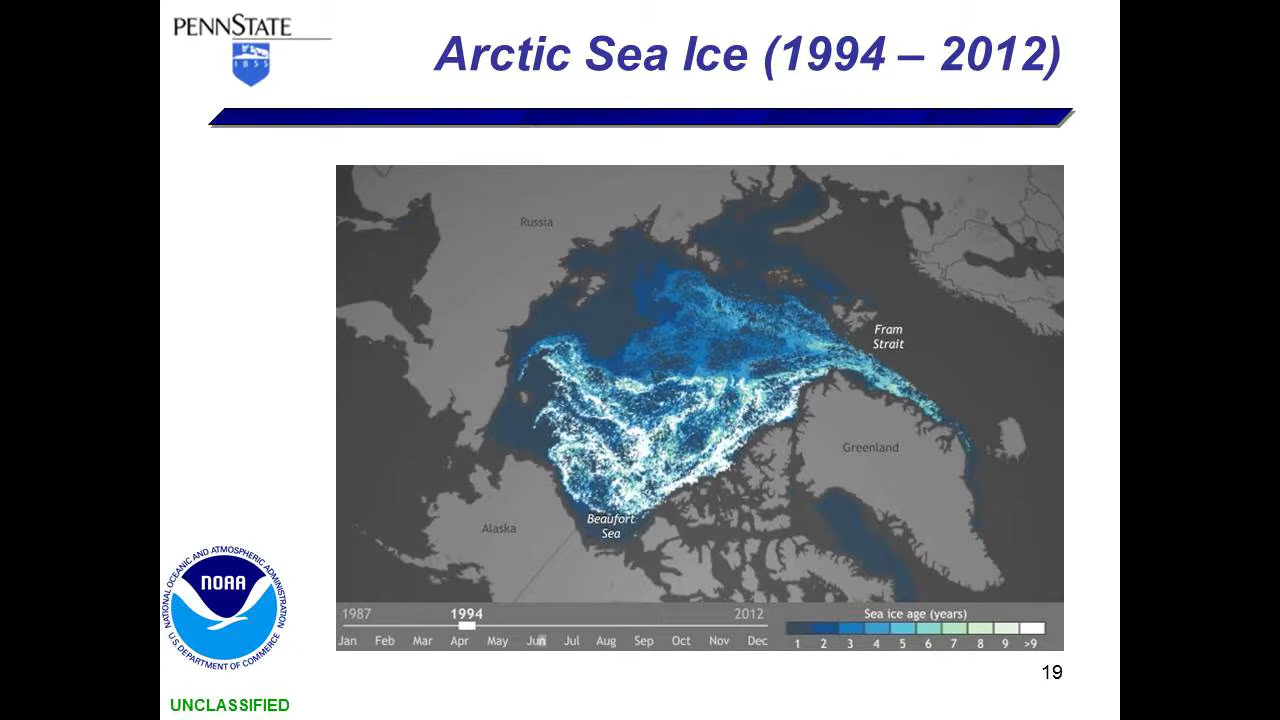 PENNSTATE
1855
Arctic Sea Ice (1994 – 2012)
Russia
Fram
Strait
Greenland
Alaska
Beaufort
Sea
1987
1994
2012
Jan Feb Mar Apr May Jun Jul Aug Sep Oct Nov Dec
Sea ice age (years)
1 2 3 4 5 6 7 8 9 >9
NATIONAL OCEANIC AND ATMOSPHERIC ADMINISTRATION
NOAA
U.S. DEPARTMENT OF COMMERCE
19
UNCLASSIFIED